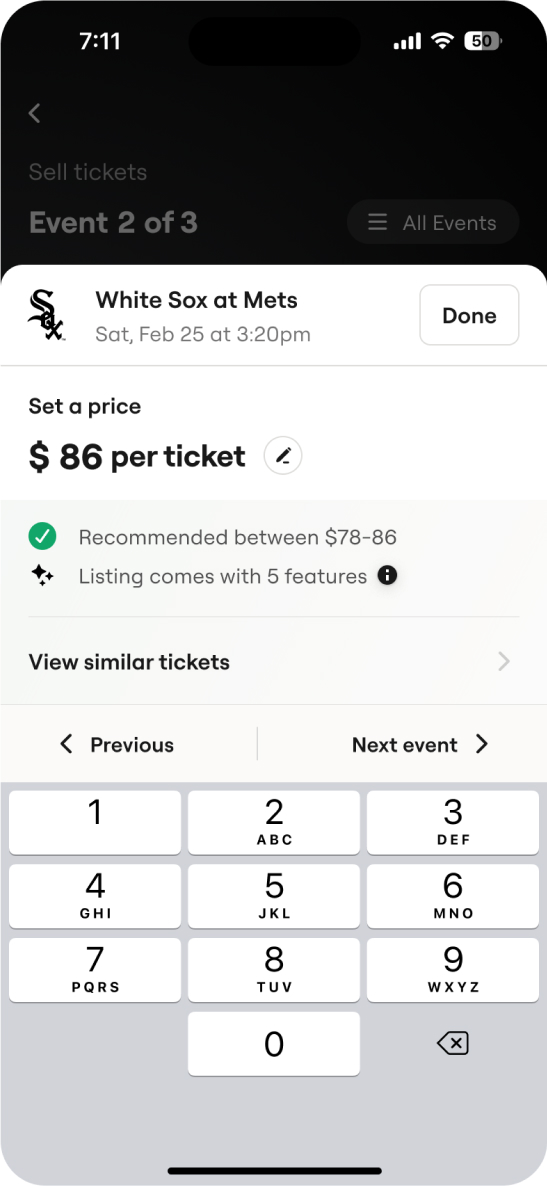 7:11
50
Sell tickets
Event 2 of 3
All Events
Sox
White Sox at Mets
Sat, Feb 25 at 3:20pm
Done
Set a price
$ 86 per ticket
Recommended between $78-86
Listing comes with 5 features
View similar tickets
Previous
Next event
1
2
ABC
3
DEF
4
GHI
5
JKL
6
MNO
7
PQRS
8
TUV
9
WXYZ
0